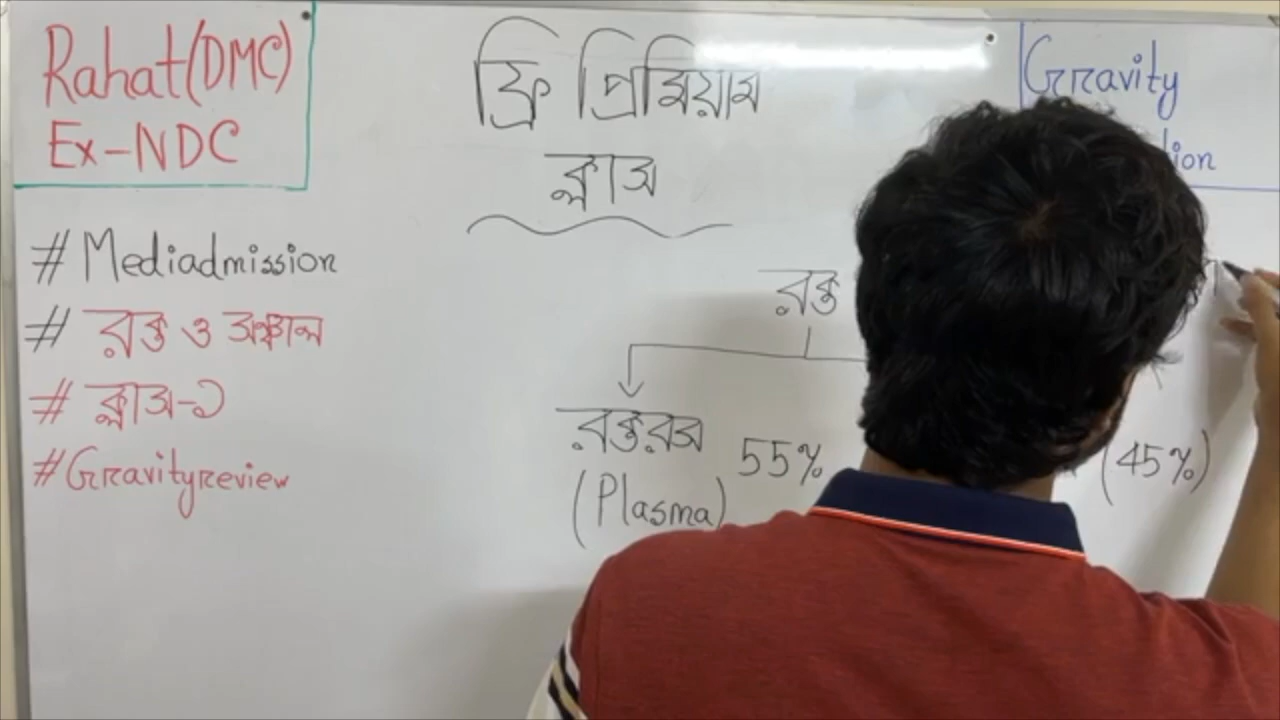 Rahat(DMC)
Ex-NDC
ফ্রি প্রিমিয়াম
ক্লাস
Gravity
# Mediadmission
# রক্ত ও সঞ্চালন
# ক্লাস-১
# Gravityreview
রক্ত
রক্তরস 55% (45%)
(Plasma)